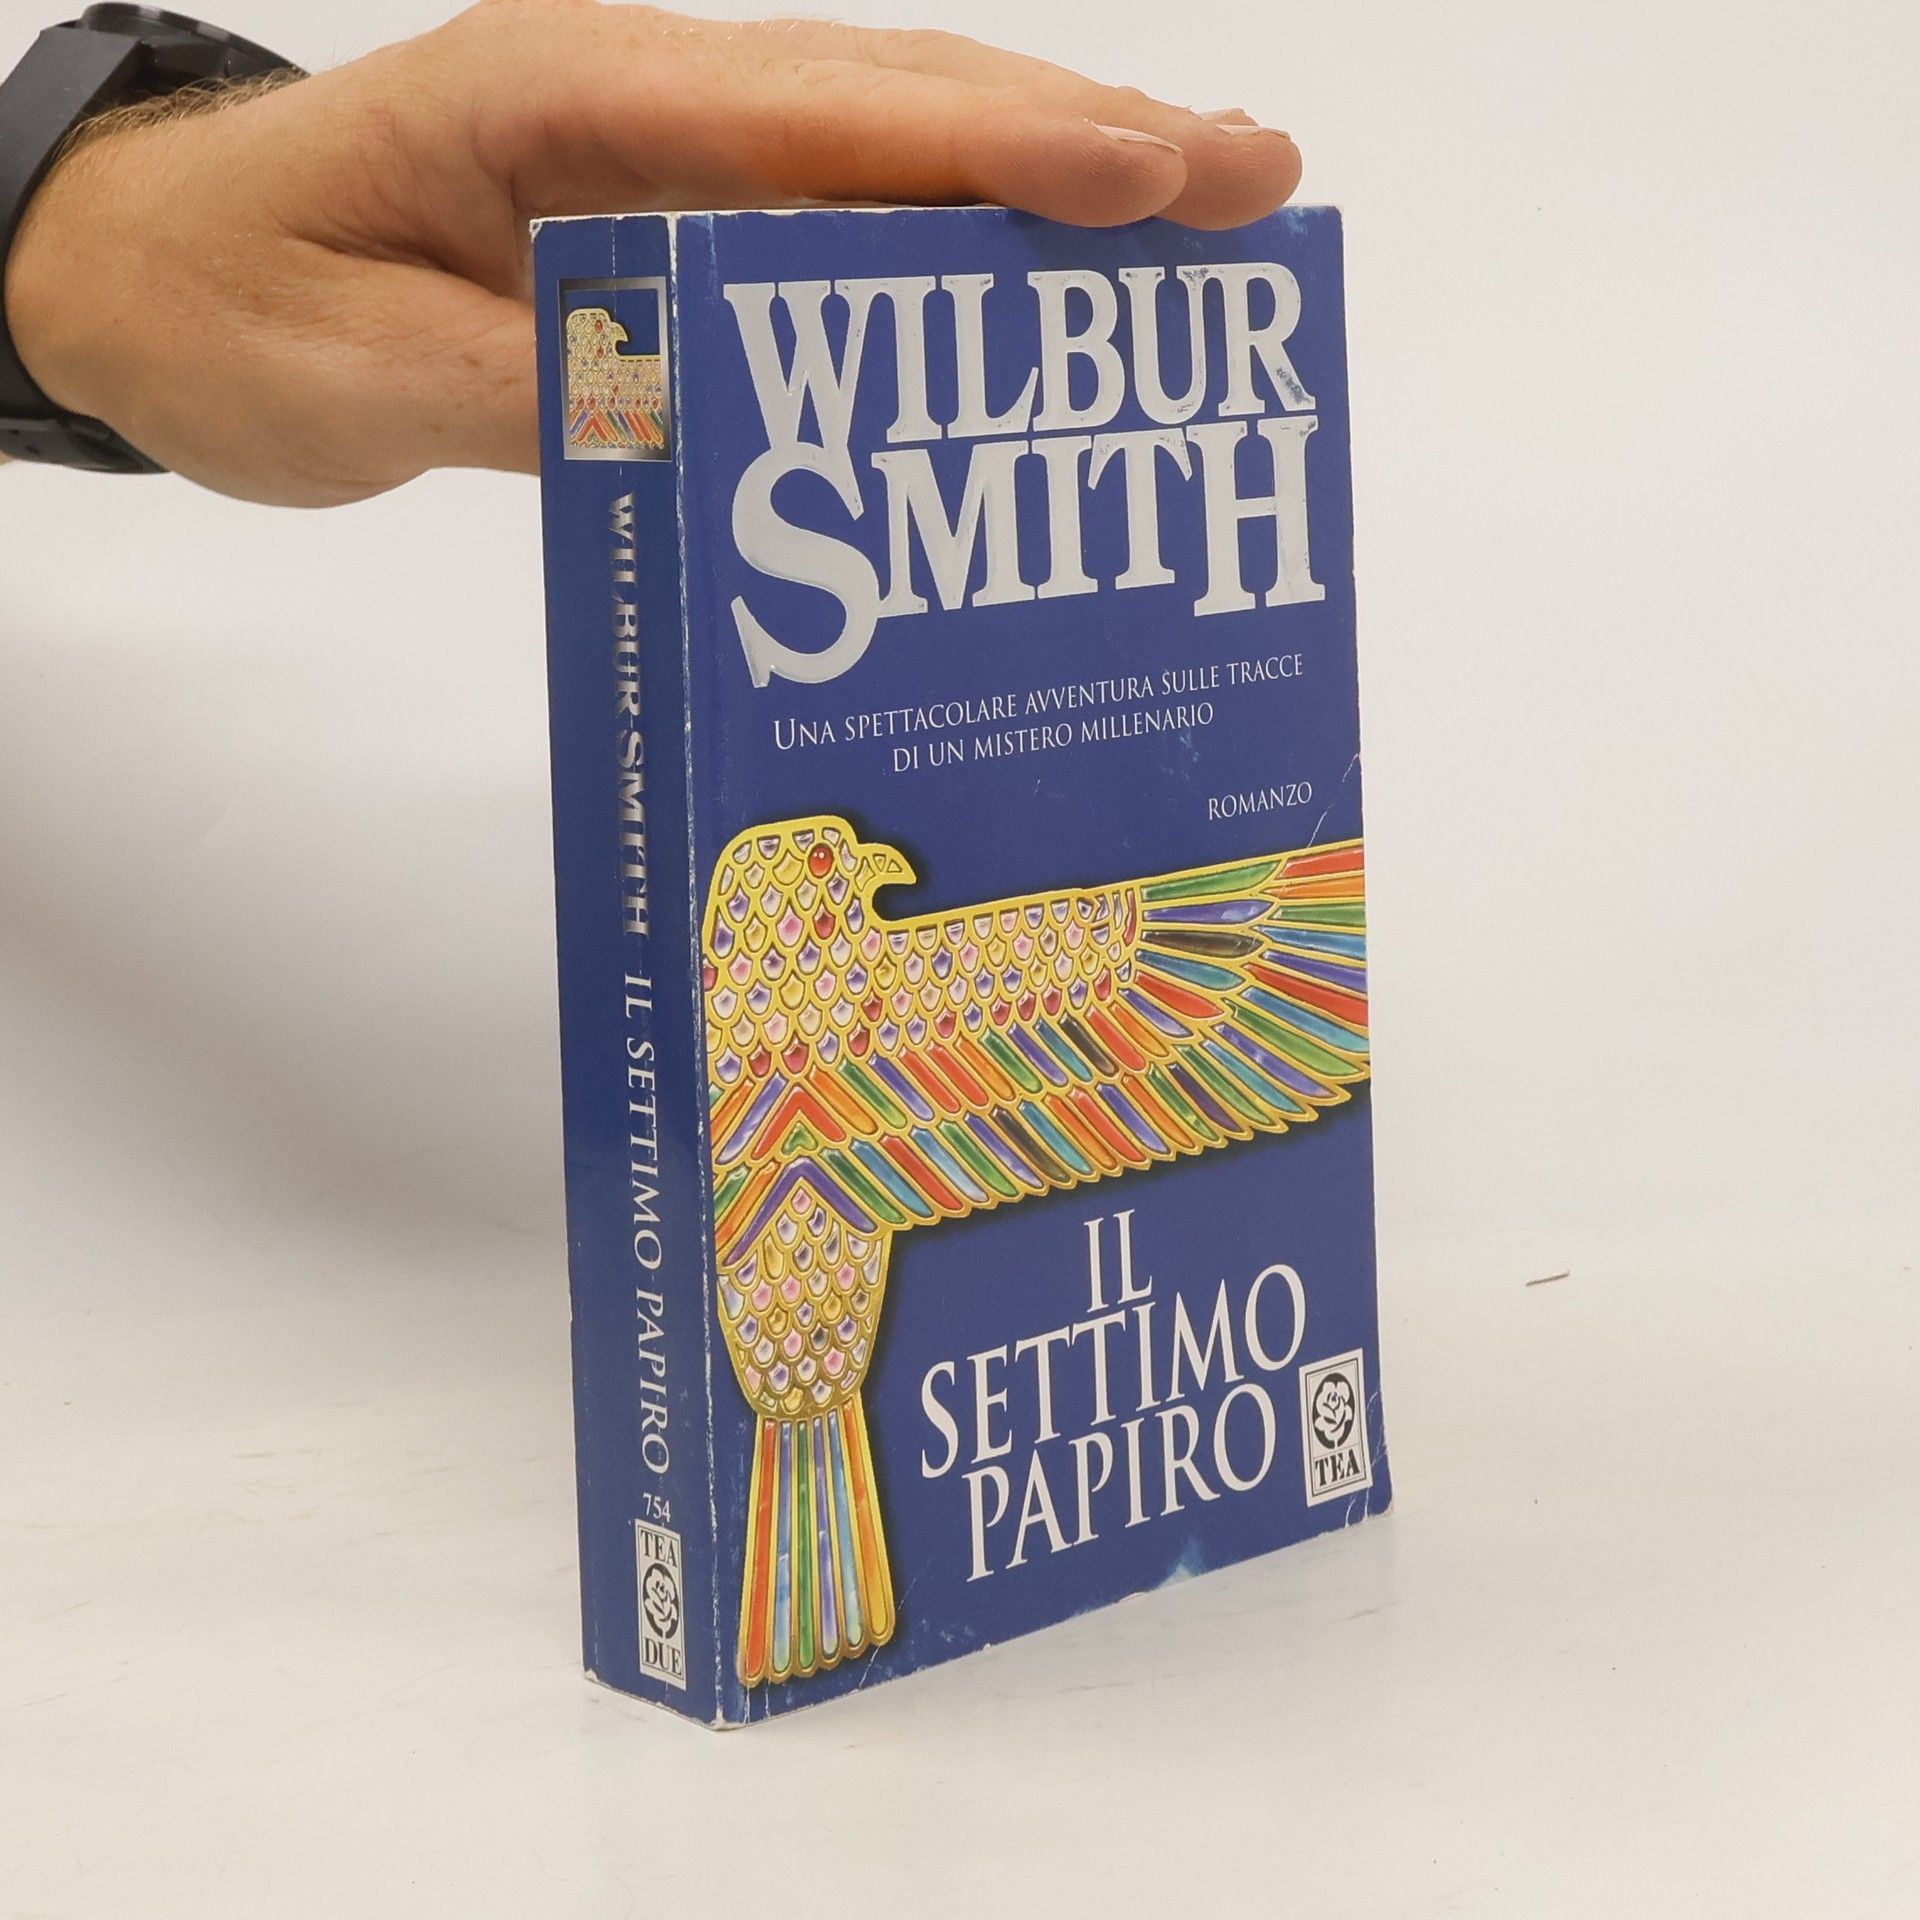 WILBUR
SMITH
UNA SPETTACOLARE AVVENTURA SULLE TRACCE
DI UN MISTERO MILLENARIO
ROMANZO
IL
SETTIMO
PAPIRO
TEA
WILBUR SMITH IL SETTIMO PAPIRO
754
TEA
DUE